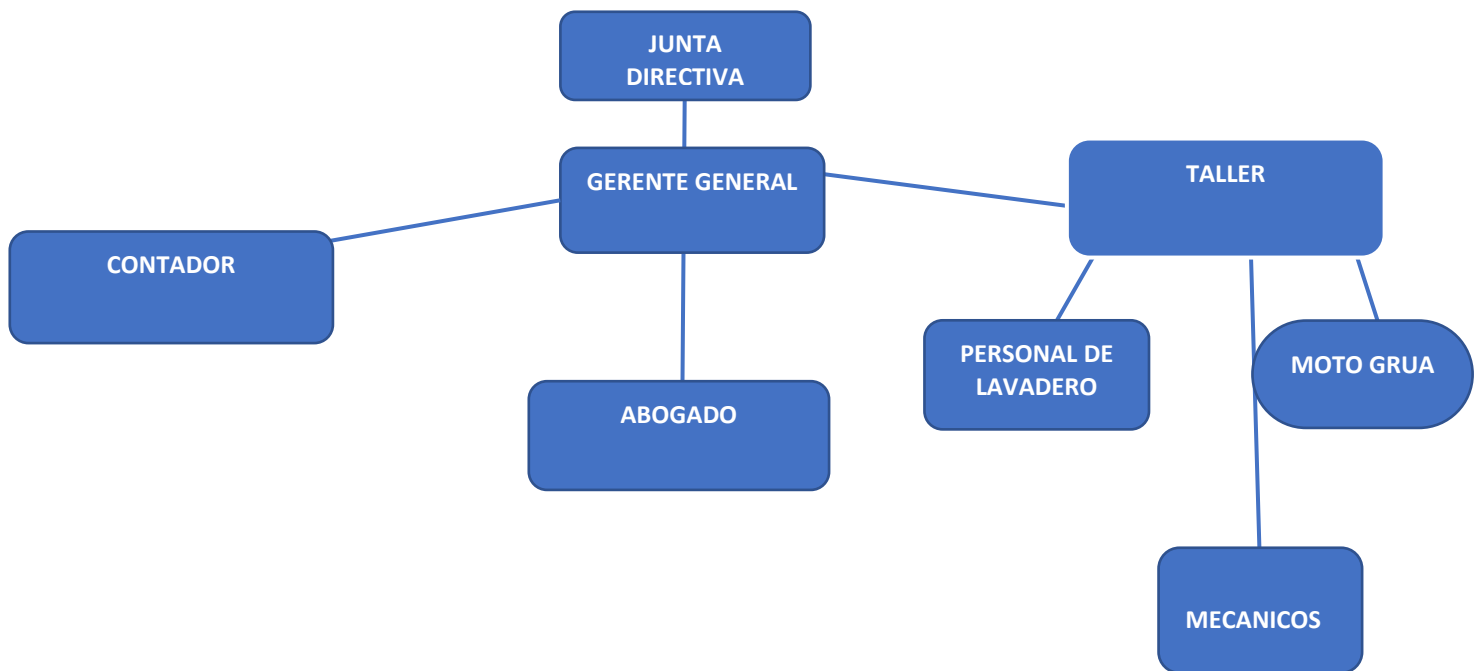 JUNTA
DIRECTIVA
GERENTE GENERAL
TALLER
CONTADOR
PERSONAL DE
LAVADERO
MOTO GRUA
ABOGADO
MECANICOS